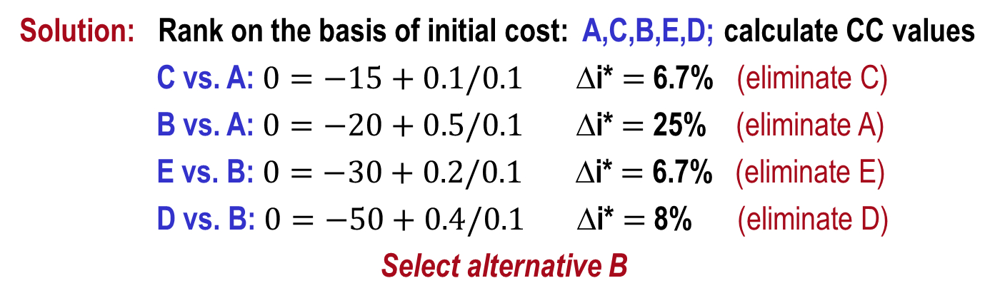 Solution: Rank on the basis of initial cost: A,C,B,E,D; calculate CC values
C vs. A: 0 = −15 + 0.1/0.1 Δi* = 6.7% (eliminate C)
B vs. A: 0 = −20 + 0.5/0.1 Δi* = 25% (eliminate A)
E vs. B: 0 = −30 + 0.2/0.1 Δi* = 6.7% (eliminate E)
D vs. B: 0 = −50 + 0.4/0.1 Δi* = 8% (eliminate D)
Select alternative B